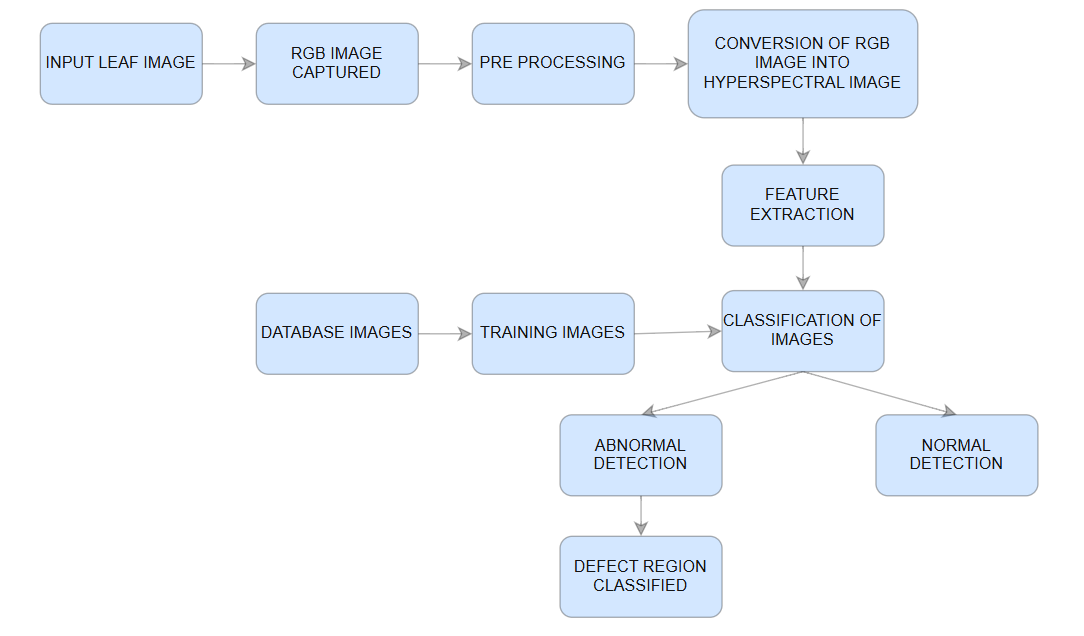 INPUT LEAF IMAGE
RGB IMAGE
CAPTURED
PRE PROCESSING
CONVERSION OF RGB
IMAGE INTO
HYPERSPECTRAL IMAGE
FEATURE
EXTRACTION
DATABASE IMAGES
TRAINING IMAGES
CLASSIFICATION OF
IMAGES
ABNORMAL
DETECTION
NORMAL
DETECTION
DEFECT REGION
CLASSIFIED